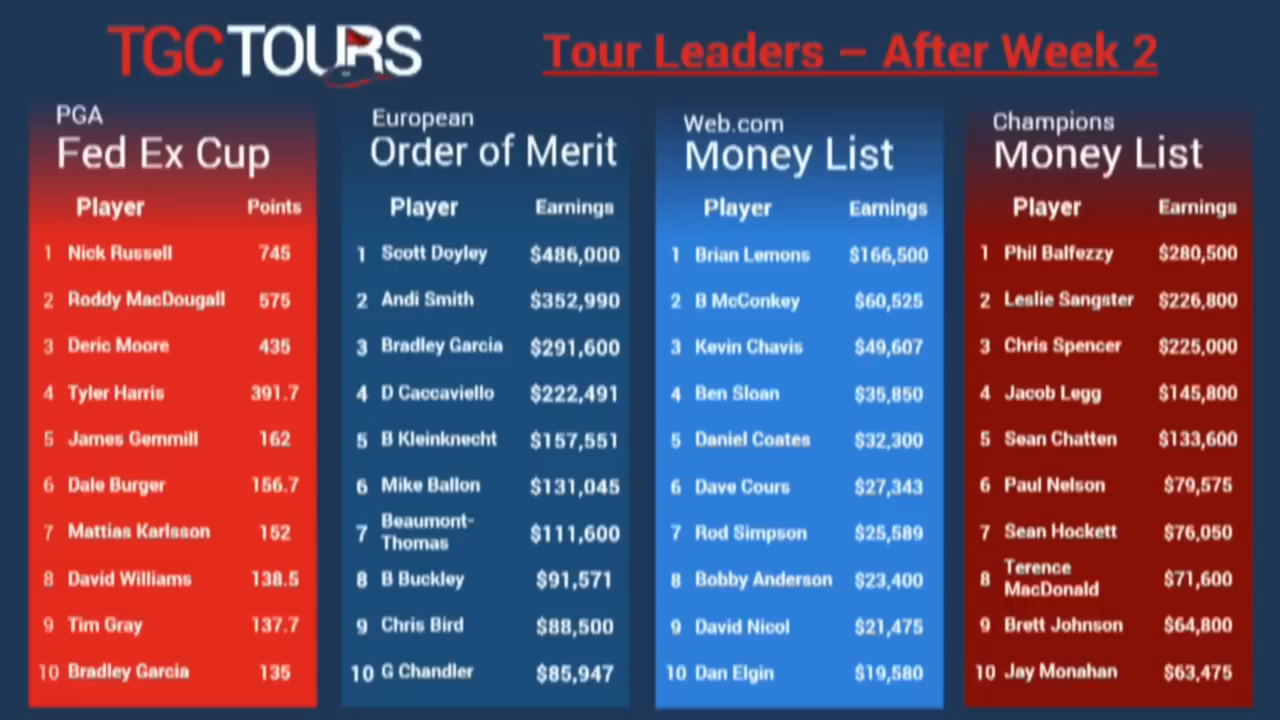 TGCTOURS
Tour Leaders – After Week 2
PGA
Fed Ex Cup
Player Points
1 Nick Russell 745
2 Roddy MacDougall 575
3 Deric Moore 435
4 Tyler Harris 391.7
5 James Gemmill 162
6 Dale Burger 156.7
7 Mattias Karlsson 152
8 David Williams 138.5
9 Tim Gray 137.7
10 Bradley Garcia 135
European
Order of Merit
Player Earnings
1 Scott Doyley $486,000
2 Andi Smith $352,990
3 Bradley Garcia $291,600
4 D Caccaviello $222,491
5 B Kleinknecht $157,551
6 Mike Ballon $131,045
7 Beaumont-
Thomas $111,600
8 B Buckley $91,571
9 Chris Bird $88,500
10 G Chandler $85,947
Web.com
Money List
Player Earnings
1 Brian Lemons $166,500
2 B McConkey $60,525
3 Kevin Chavis $49,607
4 Ben Sloan $35,850
5 Daniel Coates $32,300
6 Dave Cours $27,343
7 Rod Simpson $25,589
8 Bobby Anderson $23,400
9 David Nicol $21,475
10 Dan Elgin $19,580
Champions
Money List
Player Earnings
1 Phil Balfezzy $280,500
2 Leslie Sangster $226,800
3 Chris Spencer $225,000
4 Jacob Legg $145,800
5 Sean Chatten $133,600
6 Paul Nelson $79,575
7 Sean Hockett $76,050
8 Terence
MacDonald $71,600
9 Brett Johnson $64,800
10 Jay Monahan $63,475